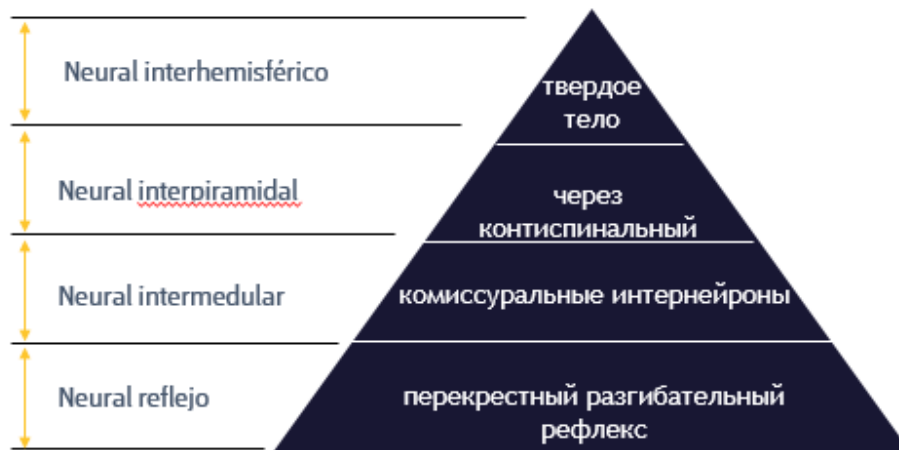 Neural interhemisférico
твердое
тело
Neural interpiramidal
через
контиспинальный
Neural intermedular
комиссуральные интернейроны
Neural reflejo
перекрестный разгибательный
рефлекс